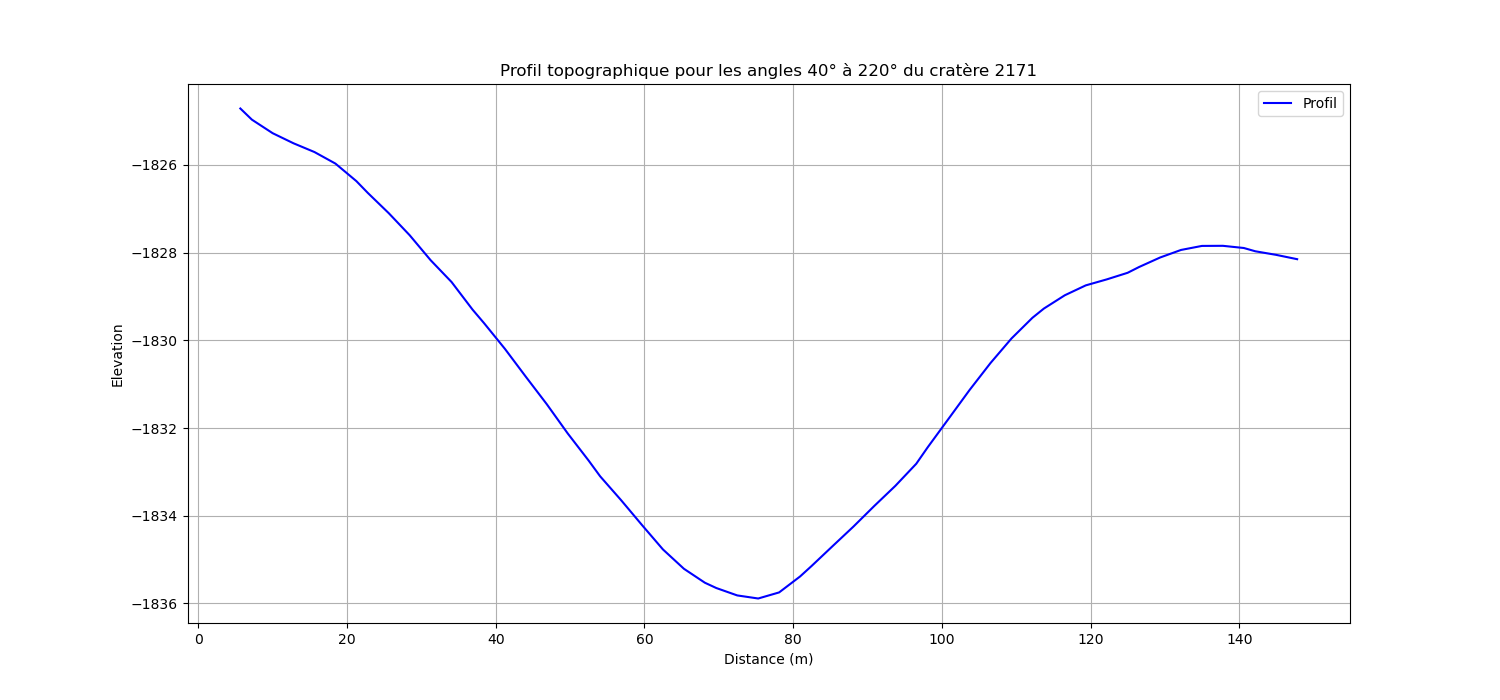 Profil topographique pour les angles 40° à 220° du cratère 2171
Profil
Elevation
−1826
−1828
−1830
−1832
−1834
−1836
0 20 40 60 80 100 120 140
Distance (m)